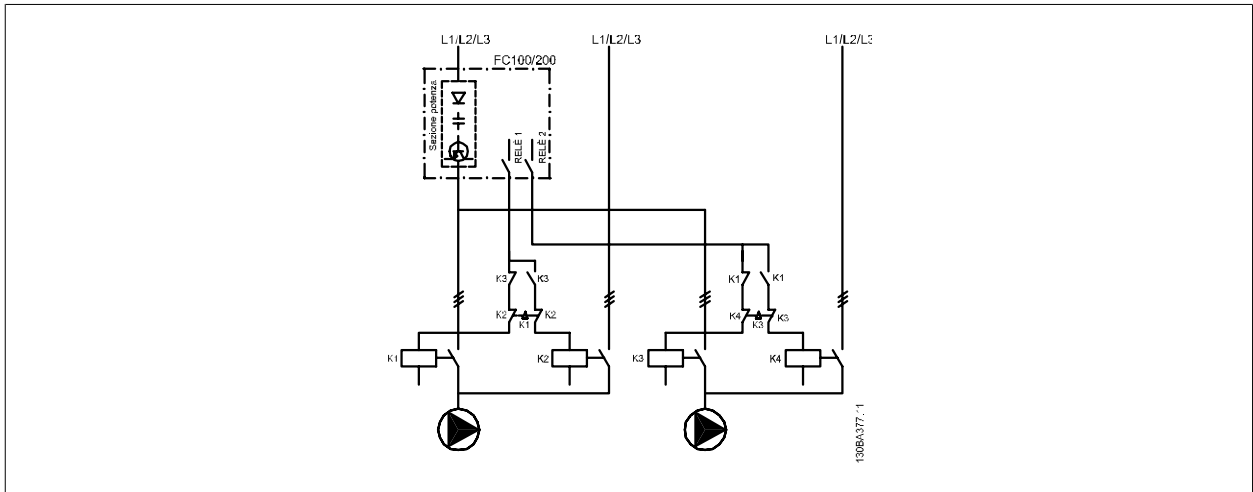 L1/L2/L3
L1/L2/L3
L1/L2/L3
FC100/200
Sezione potenza
RELÈ 1
RELÈ 2
K3
K3
K1
K1
K2
K2
K1
K4
K3
K3
K1
K2
K3
K4
130BA377.11